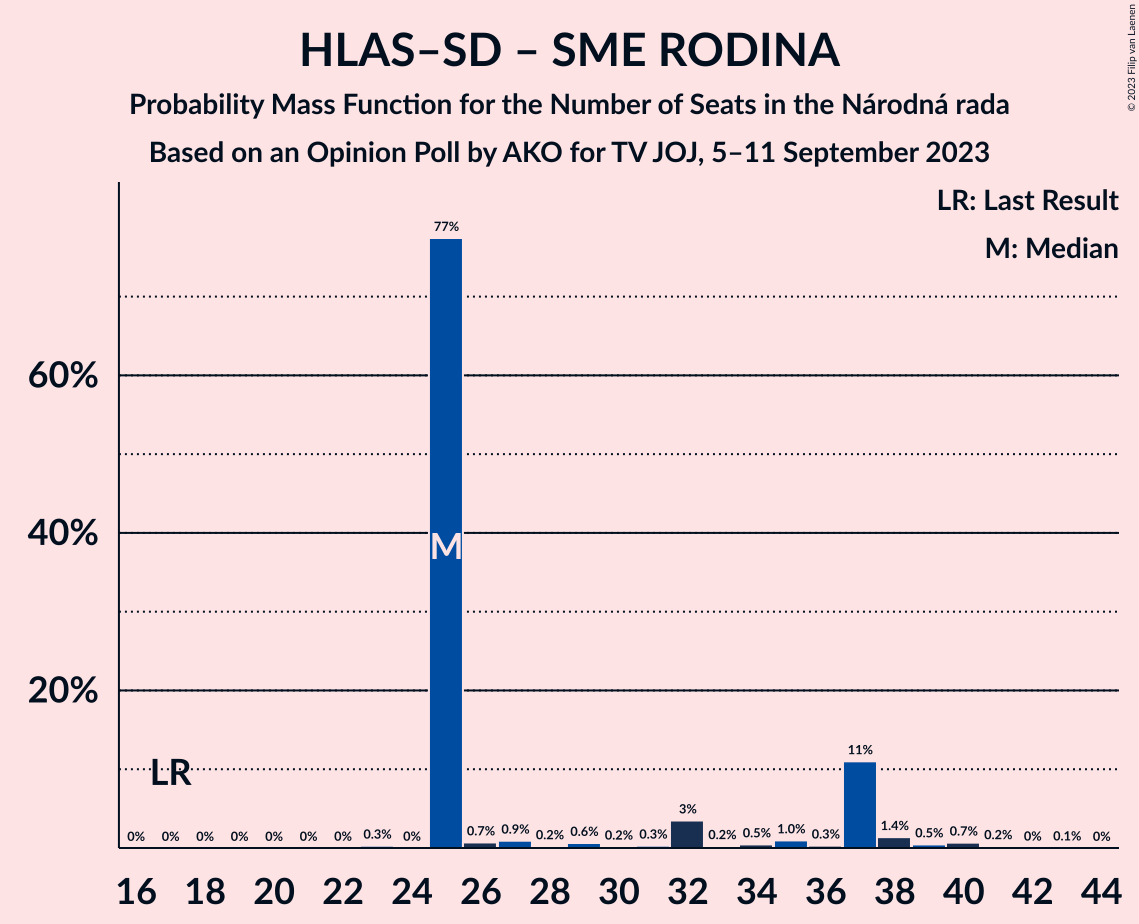 HLAS–SD – SME RODINA
Probability Mass Function for the Number of Seats in the Národná rada
Based on an Opinion Poll by AKO for TV JOJ, 5–11 September 2023
© 2023 Filip van Laenen
LR: Last Result
M: Median
77%
60%
40%
M
20%
11%
LR
3%
0% 0% 0% 0% 0% 0% 0% 0.3% 0% 0.7% 0.9% 0.2% 0.6% 0.2% 0.3% 0.2% 0.5% 1.0% 0.3% 1.4% 0.5% 0.7% 0.2% 0% 0.1% 0%
16 18 20 22 24 26 28 30 32 34 36 38 40 42 44